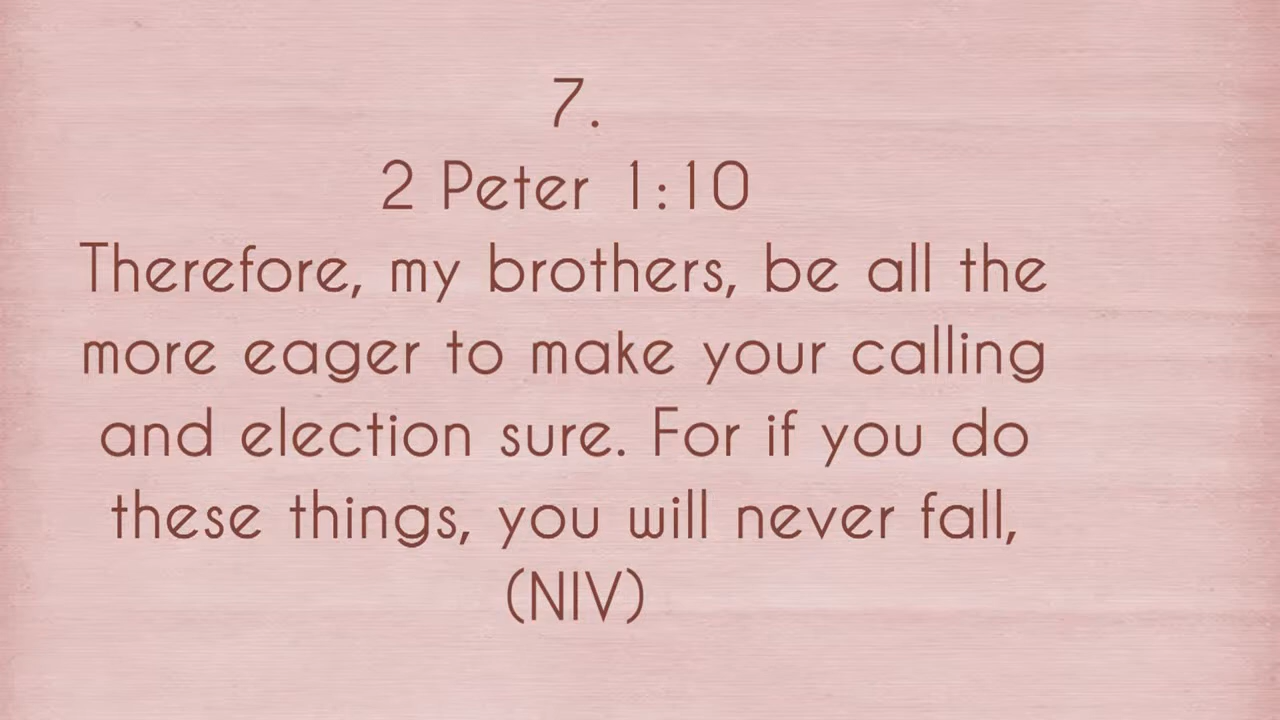 7.
2 Peter 1:10
Therefore, my brothers, be all the
more eager to make your calling
and election sure. For if you do
these things, you will never fall,
(NIV)